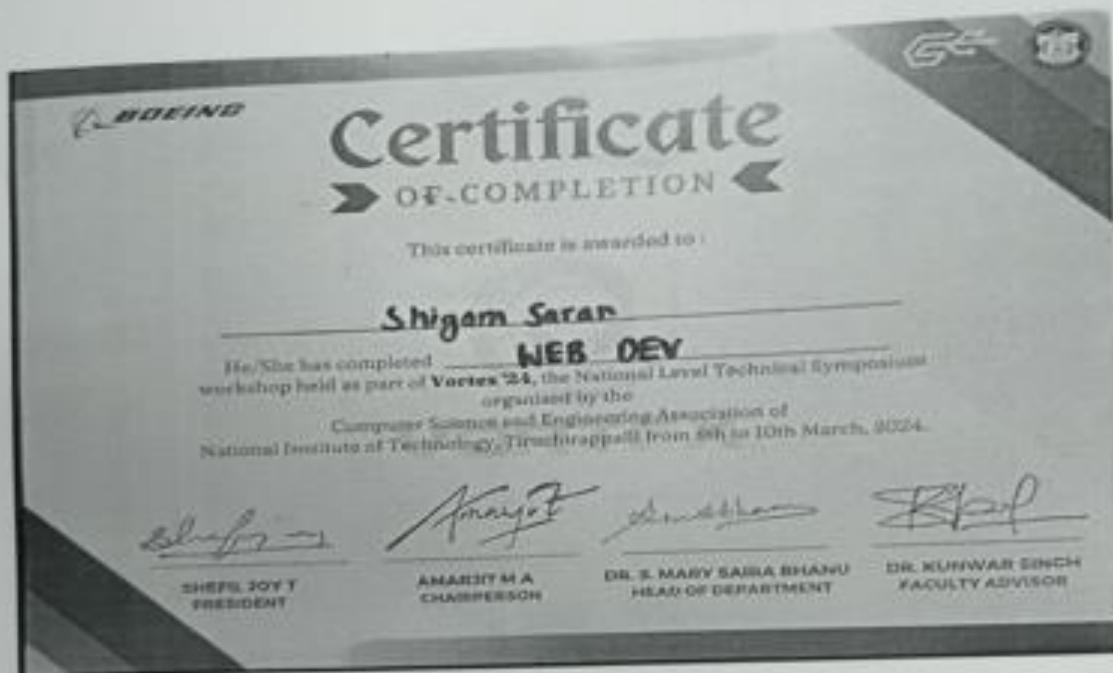 BOEING
Certificate
OF-COMPLETION
This certificate is awarded to :
Shigam Saran
He/She has completed WEB DEV
workshop held as part of Vortex '24, the National Level Technical Symposium
organised by the
Computer Science and Engineering Association of
National Institute of Technology, Tiruchirappalli from 8th to 10th March, 2024.
SHEFIL JOY T
PRESIDENT
AMARJIT M A
CHAIRPERSON
DR. S. MARY SAIRA BHANU
HEAD OF DEPARTMENT
DR. KUNWAR SINGH
FACULTY ADVISOR